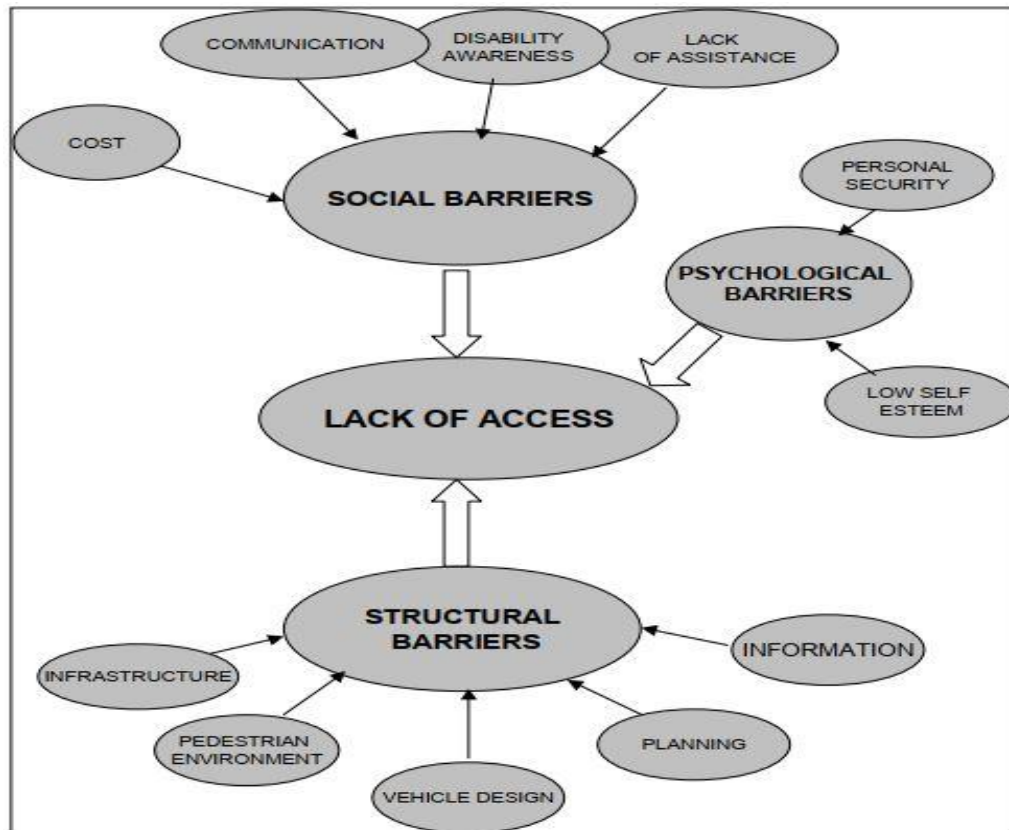 COMMUNICATION
DISABILITY
AWARENESS
LACK
OF ASSISTANCE
COST
SOCIAL BARRIERS
PERSONAL
SECURITY
PSYCHOLOGICAL
BARRIERS
LOW SELF
ESTEEM
LACK OF ACCESS
STRUCTURAL
BARRIERS
INFRASTRUCTURE
INFORMATION
PEDESTRIAN
ENVIRONMENT
PLANNING
VEHICLE DESIGN